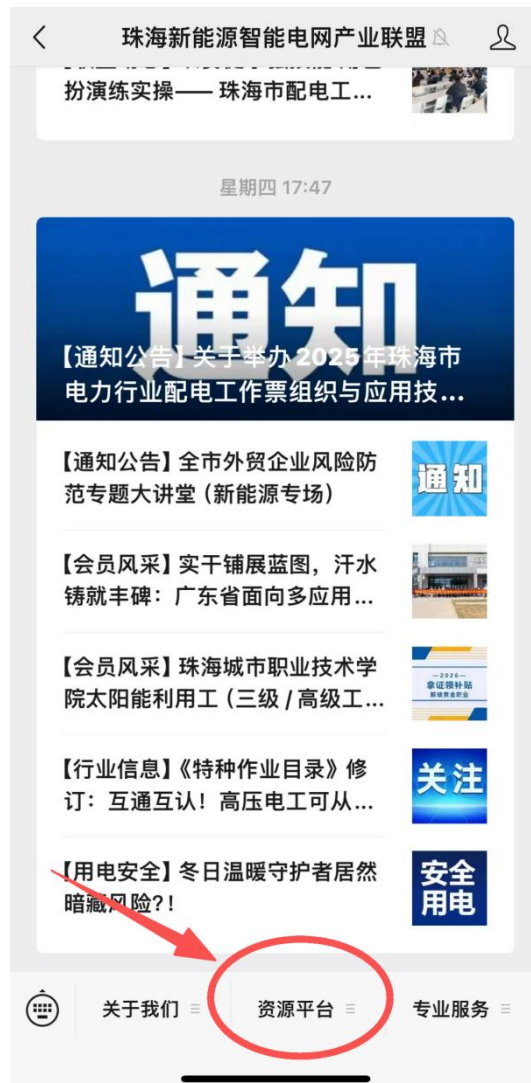 珠海新能源智能电网产业联盟
扮演练实操—— 珠海市配电工...
星期四 17:47
通知
【通知公告】关于举办2025年珠海市
电力行业配电工作票组织与应用技...
【通知公告】全市外贸企业风险防
范专题大讲堂（新能源专场）
通知
【会员风采】实干铺展蓝图，汗水
铸就丰碑：广东省面向多应用...
【会员风采】珠海城市职业技术学
院太阳能利用工（三级 / 高级工...
—2026—
拿证领补贴
解锁黄金职业
【行业信息】《特种作业目录》修
订：互通互认！高压电工可从...
关注
【用电安全】冬日温暖守护者居然
暗藏风险？！
安全
用电
关于我们
资源平台
专业服务